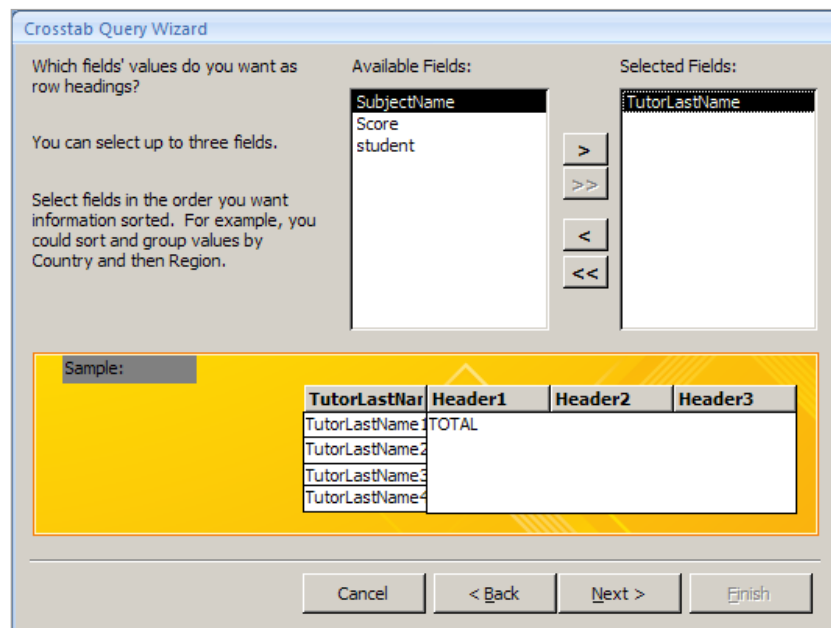 Crosstab Query Wizard
Which fields' values do you want as
row headings?
You can select up to three fields.
Select fields in the order you want
information sorted. For example, you
could sort and group values by
Country and then Region.
Available Fields:
SubjectName
Score
student
>
>>
<
<<
Selected Fields:
TutorLastName
Sample:
TutorLastNar Header1 Header2 Header3
TutorLastName1 TOTAL
TutorLastName2
TutorLastName3
TutorLastName4
Cancel < Back Next > Finish